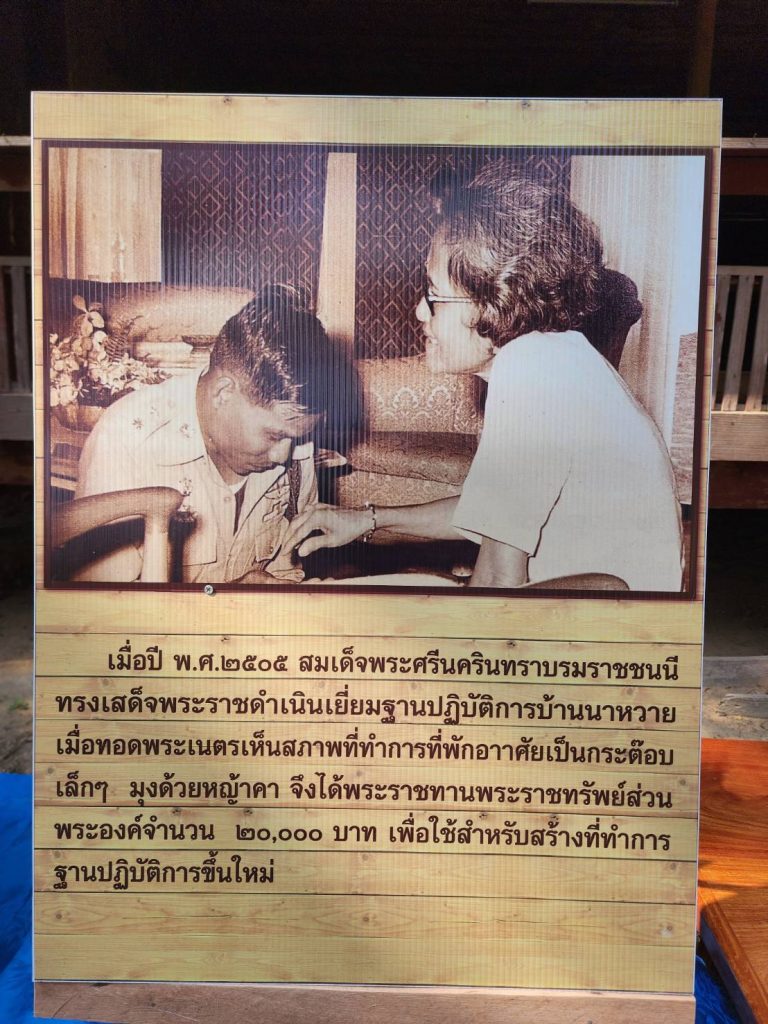 เมื่อปี พ.ศ.๒๕๐๕ สมเด็จพระศรีนครินทราบรมราชชนนี
ทรงเสด็จพระราชดำเนินเยี่ยมฐานปฏิบัติการบ้านนาหวาย
เมื่อทอดพระเนตรเห็นสภาพที่ทำการที่พักอาาศัยเป็นกระต๊อบ
เล็กๆ มุงด้วยหญ้าคา จึงได้พระราชทานพระราชทรัพย์ส่วน
พระองค์จำนวน ๒๐,๐๐๐ บาท เพื่อใช้สำหรับสร้างที่ทำการ
ฐานปฏิบัติการขึ้นใหม่